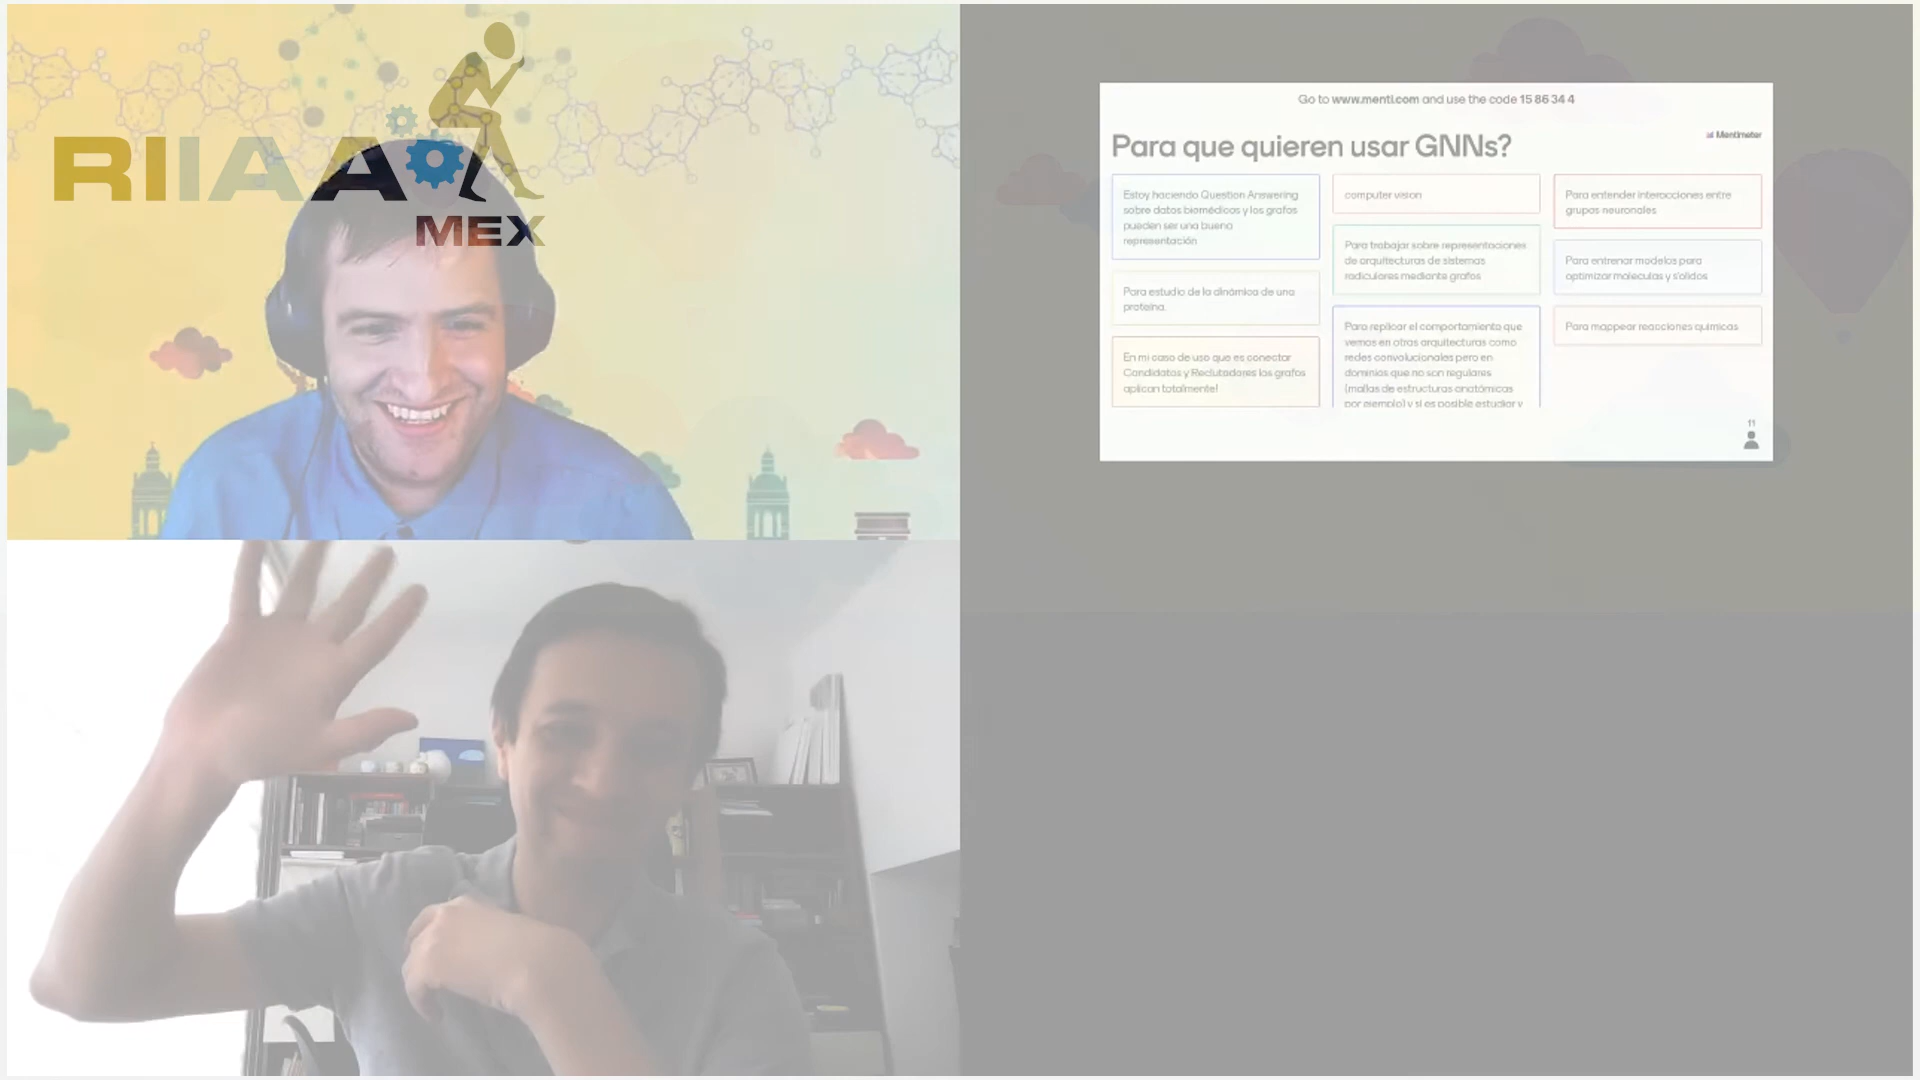 RIIAA
MEX
Go to www.menti.com and use the code 15 86 34 4
Mentimeter
Para que quieren usar GNNs?
Estoy haciendo Question Answering
sobre datos biomédicos y los grafos
pueden ser una buena
representación
Para estudio de la dinámica de una
proteína.
En mi caso de uso que es conectar
Candidatos y Reclutadores los grafos
aplican totalmente!
computer vision
Para trabajar sobre representaciones
de arquitecturas de sistemas
radiculares mediante grafos
Para replicar el comportamiento que
vemos en otras arquitecturas como
redes convolucionales pero en
dominios que no son regulares
(mallas de estructuras anatómicas
por ejemplo) y si es posible estudiar y
Para entender interacciones entre
grupos neuronales
Para entrenar modelos para
optimizar moleculas y sólidos
Para mappear reacciones químicas
11